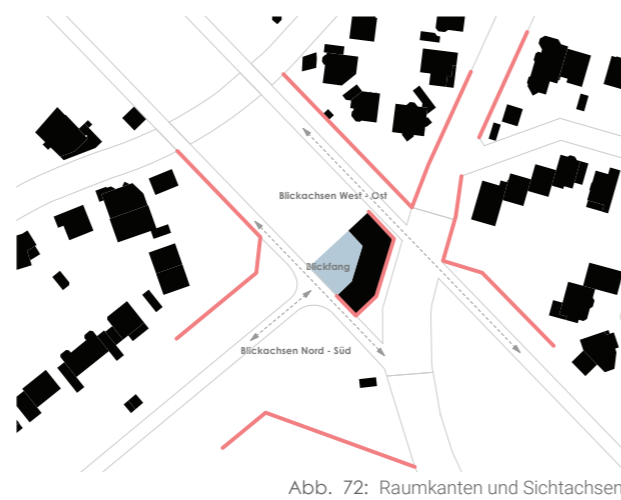 Blickachsen West - Ost
Blickfang
Blickachsen Nord - Süd
Abb. 72: Raumkanten und Sichtachsen